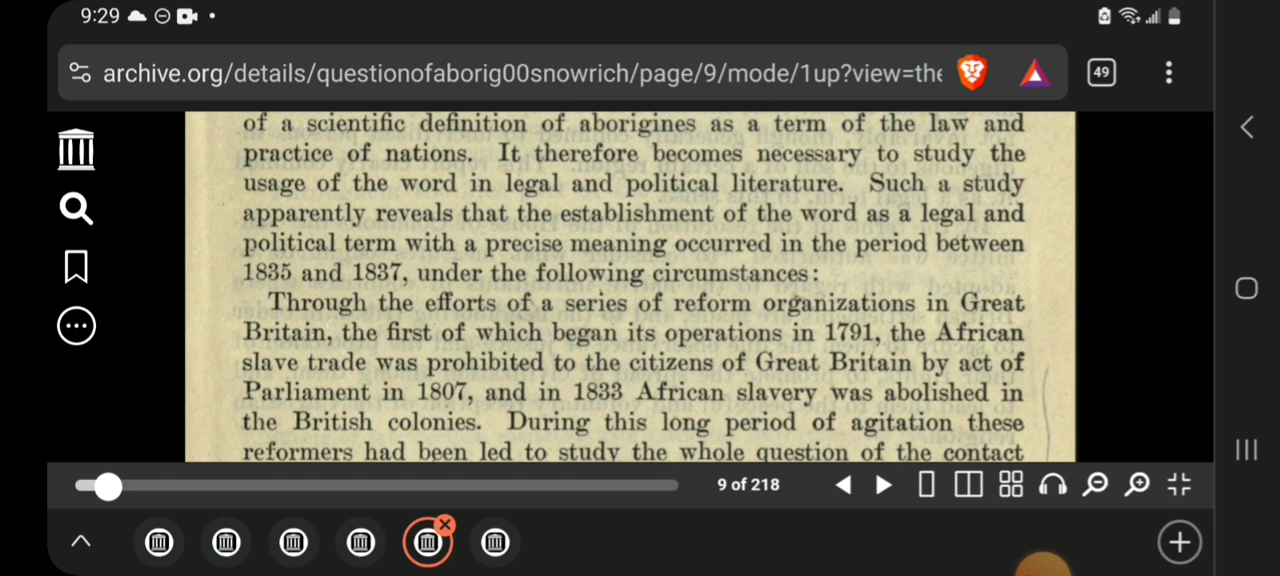 9:29
archive.org/details/questionofaborig00snowrich/page/9/mode/1up?view=the
49
of a scientific definition of aborigines as a term of the law and
practice of nations. It therefore becomes necessary to study the
usage of the word in legal and political literature. Such a study
apparently reveals that the establishment of the word as a legal and
political term with a precise meaning occurred in the period between
1835 and 1837, under the following circumstances:
Through the efforts of a series of reform organizations in Great
Britain, the first of which began its operations in 1791, the African
slave trade was prohibited to the citizens of Great Britain by act of
Parliament in 1807, and in 1833 African slavery was abolished in
the British colonies. During this long period of agitation these
reformers had been led to study the whole question of the contact
9 of 218